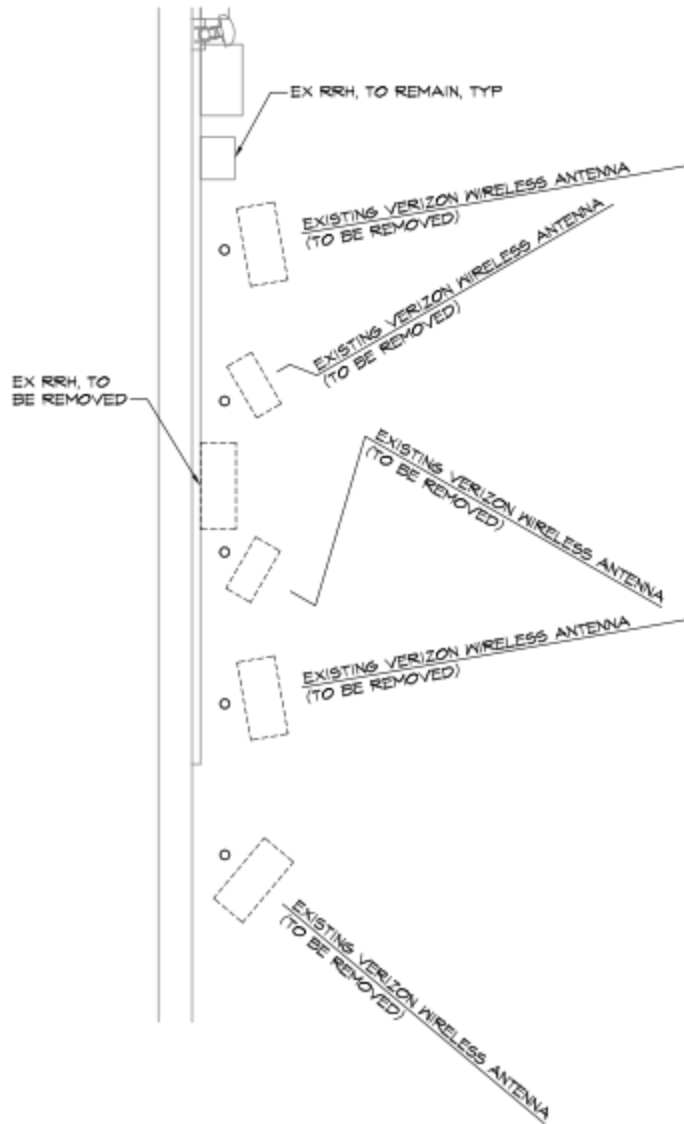 EX RRH, TO REMAIN, TYP
EXISTING VERIZON WIRELESS ANTENNA
(TO BE REMOVED)
EXISTING VERIZON WIRELESS ANTENNA
(TO BE REMOVED)
EX RRH, TO
BE REMOVED
EXISTING VERIZON WIRELESS ANTENNA
(TO BE REMOVED)
EXISTING VERIZON WIRELESS ANTENNA
(TO BE REMOVED)
EXISTING VERIZON WIRELESS ANTENNA
(TO BE REMOVED)